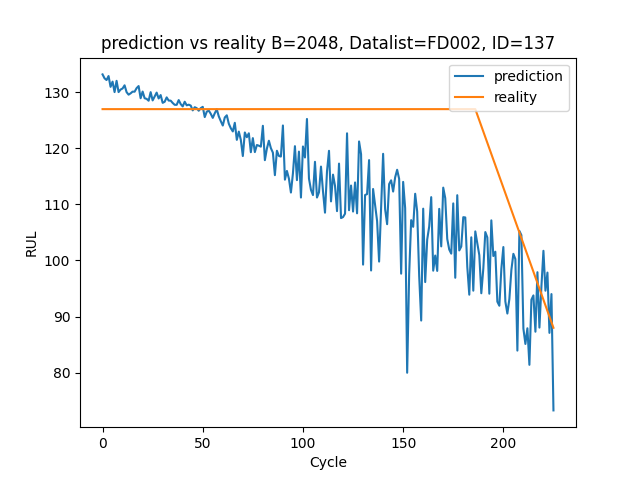 prediction vs reality B=2048, Datalist=FD002, ID=137
prediction
reality
130
120
110
100
90
80
RUL
0 50 100 150 200
Cycle